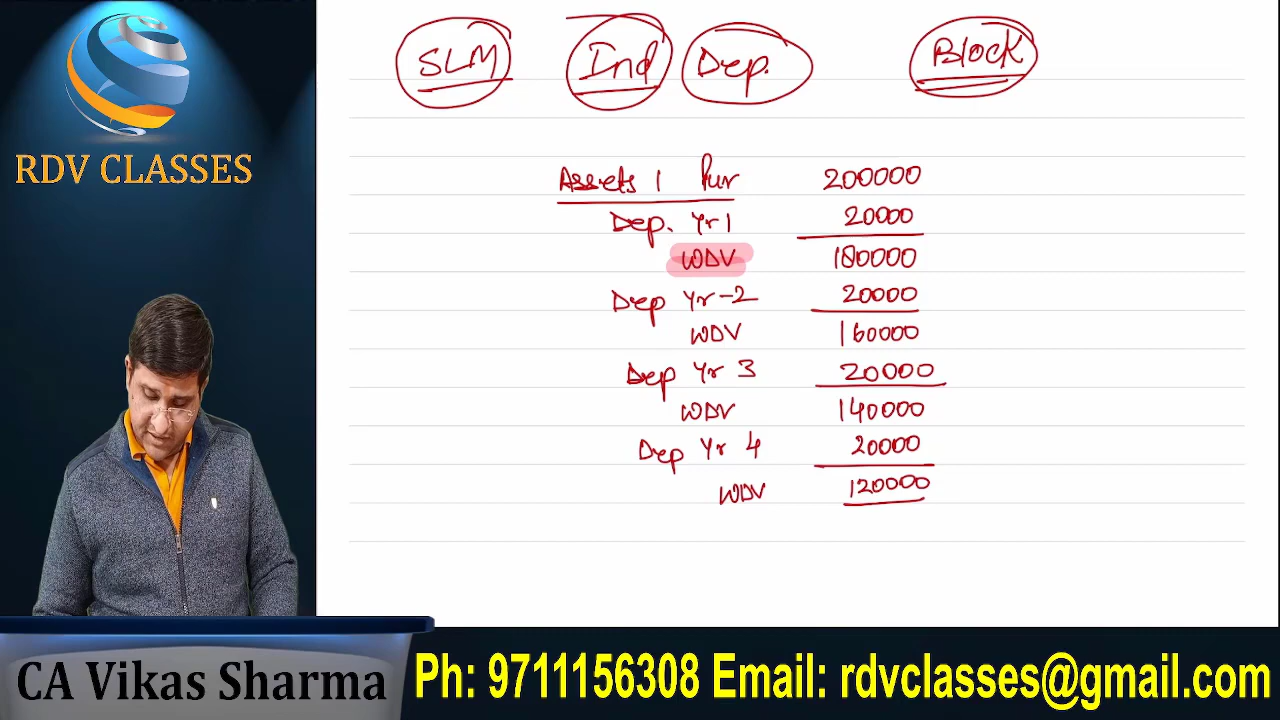 RDV CLASSES
SLM Ind Dep. Block
Assets 1 Pur 200000
Dep. Yr 1 20000
WDV 180000
Dep Yr-2 20000
WDV 160000
Dep Yr 3 20000
WDV 140000
Dep Yr 4 20000
WDV 120000
CA Vikas Sharma
Ph: 9711156308 Email: rdvclasses@gmail.com